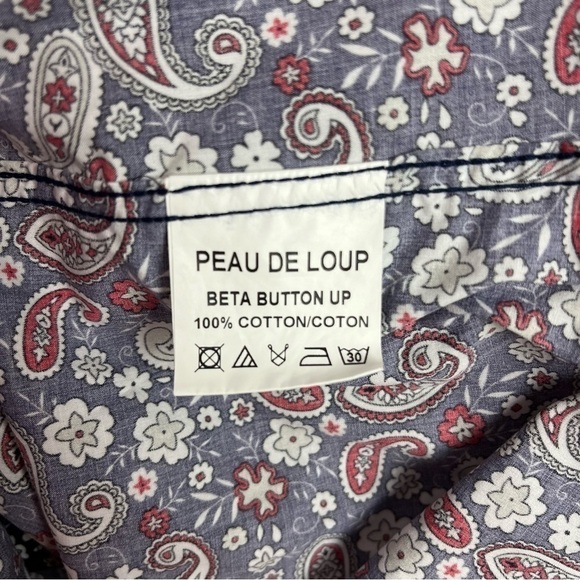 PEAU DE LOUP
BETA BUTTON UP
100% COTTON/COTON
30